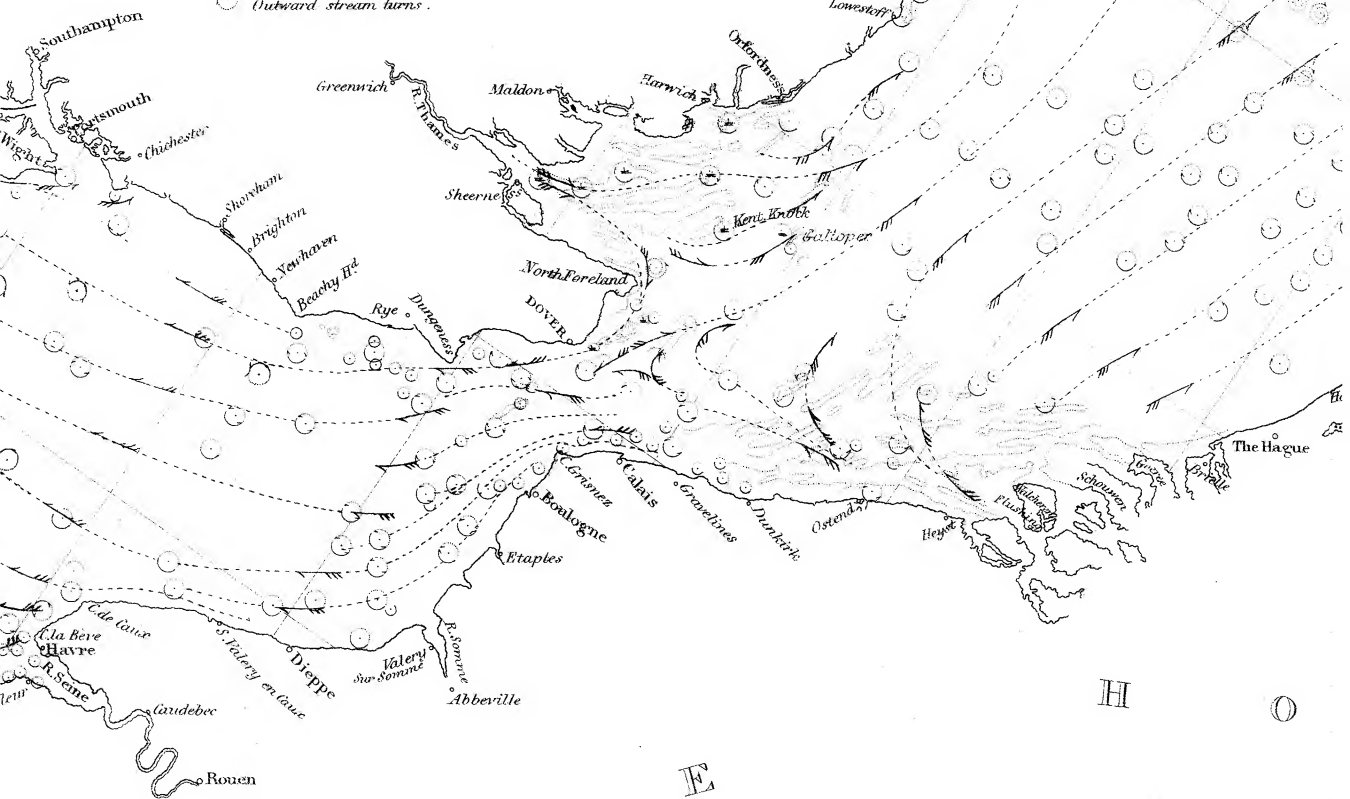 Outward stream turns.
Southampton
Portsmouth
Wight
Chichester
Shoreham
Brighton
Newhaven
Beachy Hd.
Rye
Dungeness
DOVER
North Foreland
Greenwich
R. Thames
Sheerness
Maldon
Harwich
Orfordness
Lowestoff
Kent Knock
Galloper
C. Grisnez
Calais
Gravelines
Dunkirk
Ostend
Heyst
Flushing
Walcheren
Schouwen
Goeree
Brielle
The Hague
Boulogne
Etaples
R. Somme
Valery
Sur Somme
Abbeville
Dieppe
S. Valery en Caux
C. de Caux
C. la Beve
Havre
R. Seine
leur
Caudebec
Rouen
H
O
E